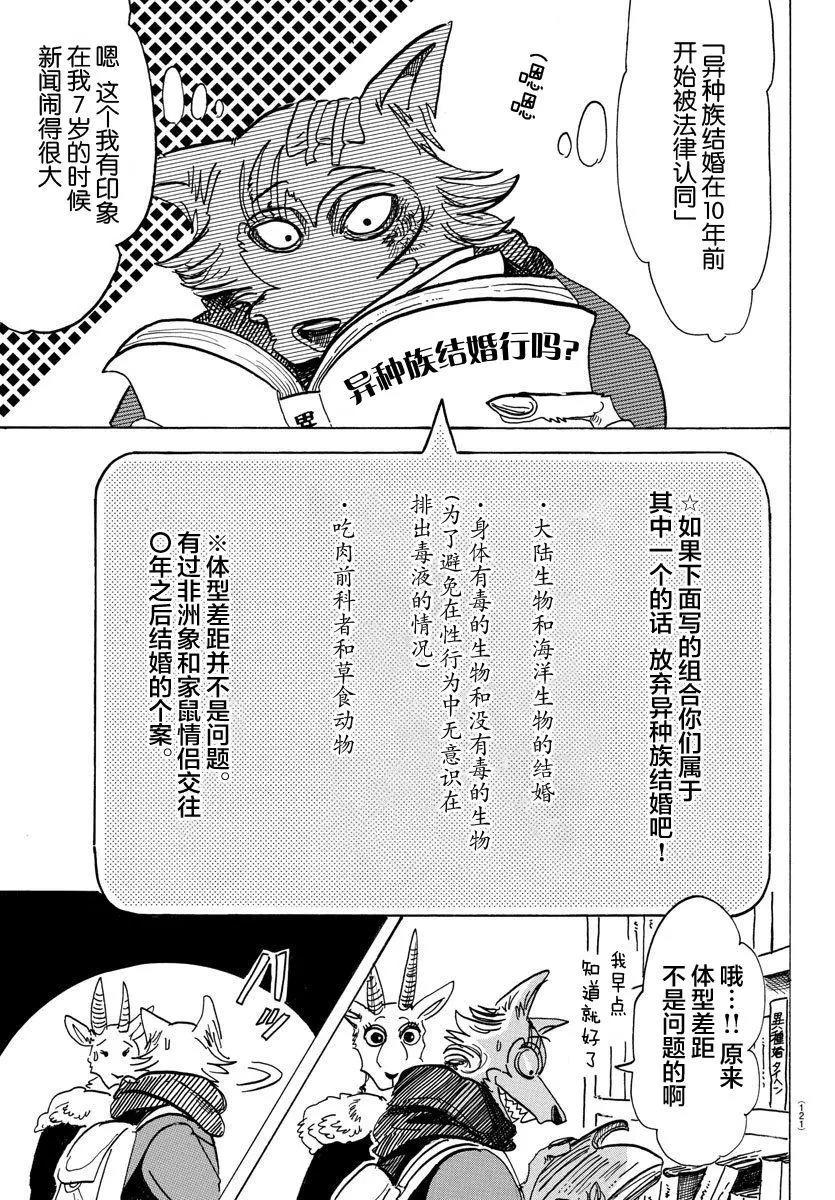 「异种族结婚在10年前
开始被法律认同」
(嗯)
嗯
嗯 这个我有印象
在我7岁的时候
新闻闹得很大
异种族结婚行吗?
異
☆如果下面写的组合你们属于
其中一个的话 放弃异种族结婚吧!
·大陆生物和海洋生物的结婚
·身体有毒的生物和没有毒的生物
(为了避免在性行为中无意识在
排出毒液的情况)
·吃肉前科者和草食动物
※体型差距并不是问题。
有过非洲象和家鼠情侣交往
〇年之后结婚的个案。
哦…!! 原来
体型差距
不是问题的啊
我早点
知道就好了
異種婚
(121)